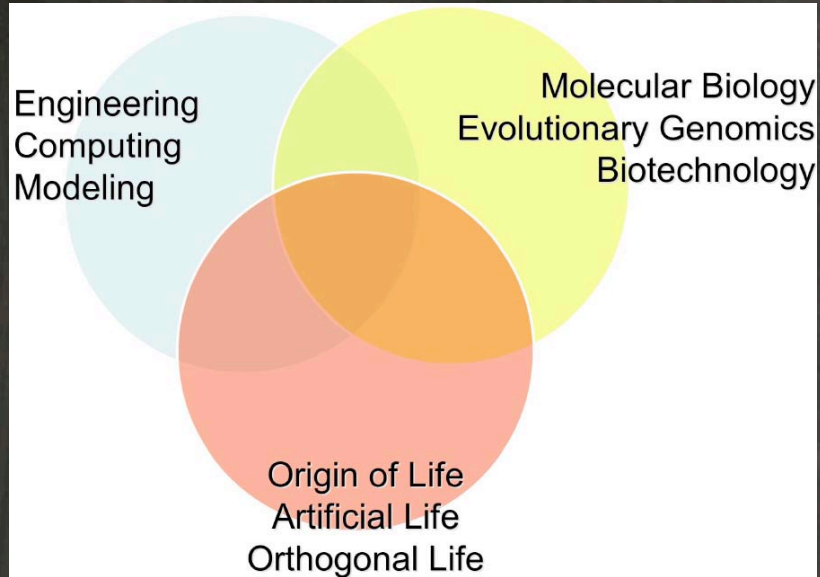 Engineering
Computing
Modeling
Molecular Biology
Evolutionary Genomics
Biotechnology
Origin of Life
Artificial Life
Orthogonal Life